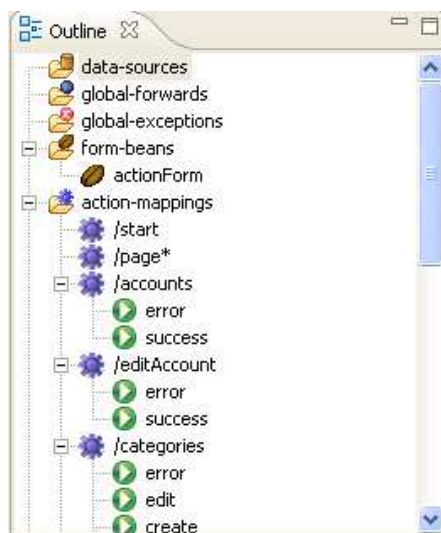 Outline
data-sources
global-forwards
global-exceptions
form-beans
actionForm
action-mappings
/start
/page*
/accounts
error
success
/editAccount
error
success
/categories
error
edit
create